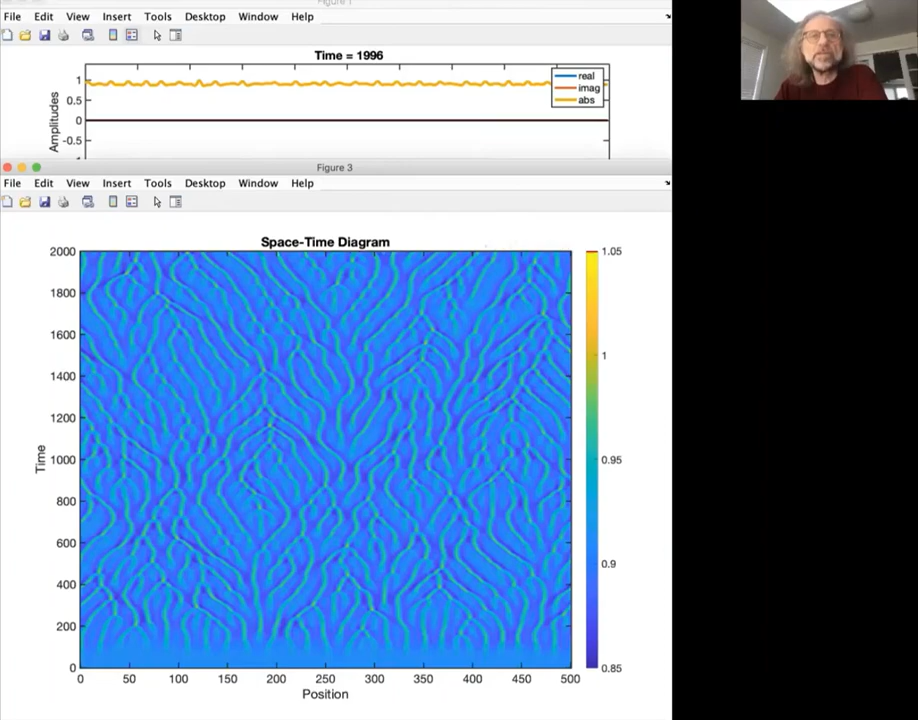 Figure 1
File Edit View Insert Tools Desktop Window Help
Time = 1996
1
0.5
0
-0.5
Amplitudes
real
imag
abs
Figure 3
File Edit View Insert Tools Desktop Window Help
Space-Time Diagram
2000
1800
1600
1400
1200
1000
800
600
400
200
0
Time
0 50 100 150 200 250 300 350 400 450 500
Position
1.05
1
0.95
0.9
0.85